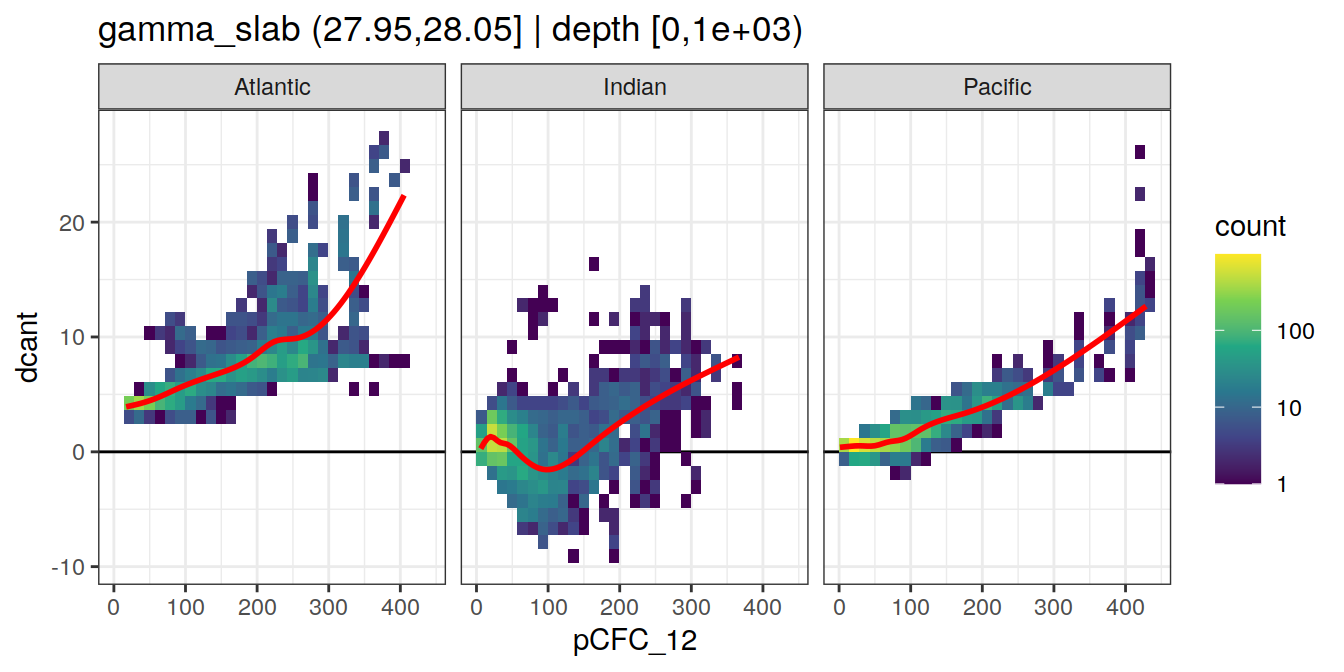 gamma_slab (27.95,28.05] | depth [0,1e+03)
Atlantic Indian Pacific
20
10
0
-10
dcant
0 100 200 300 400 0 100 200 300 400 0 100 200 300 400
pCFC_12
count
100
10
1